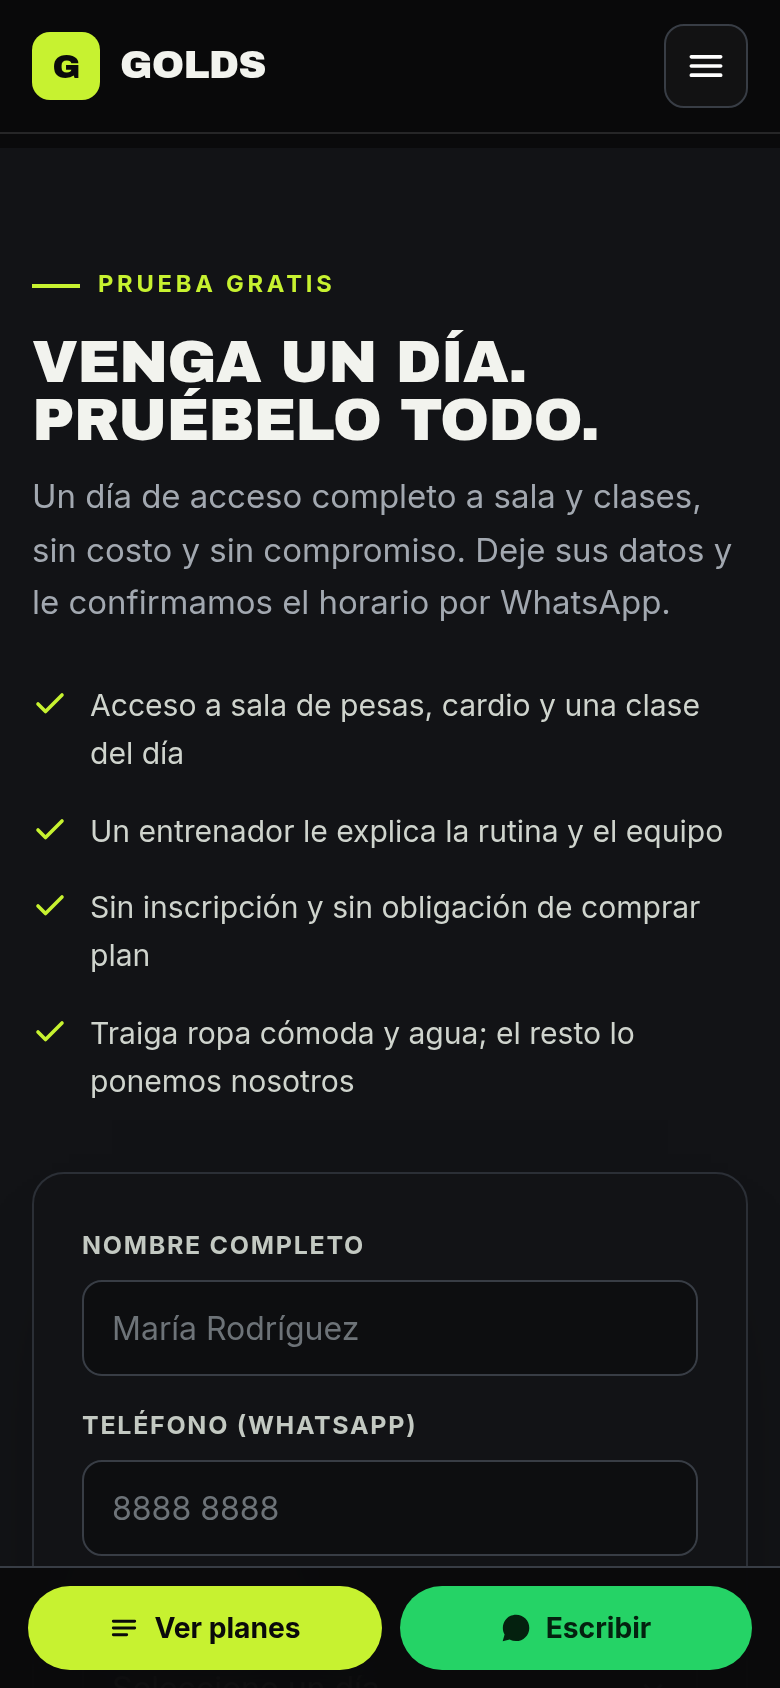 G GOLDS
PRUEBA GRATIS
VENGA UN DÍA.
PRUÉBELO TODO.
Un día de acceso completo a sala y clases,
sin costo y sin compromiso. Deje sus datos y
le confirmamos el horario por WhatsApp.
Acceso a sala de pesas, cardio y una clase
del día
Un entrenador le explica la rutina y el equipo
Sin inscripción y sin obligación de comprar
plan
Traiga ropa cómoda y agua; el resto lo
ponemos nosotros
NOMBRE COMPLETO
María Rodríguez
TELÉFONO (WHATSAPP)
8888 8888
Ver planes
Escribir